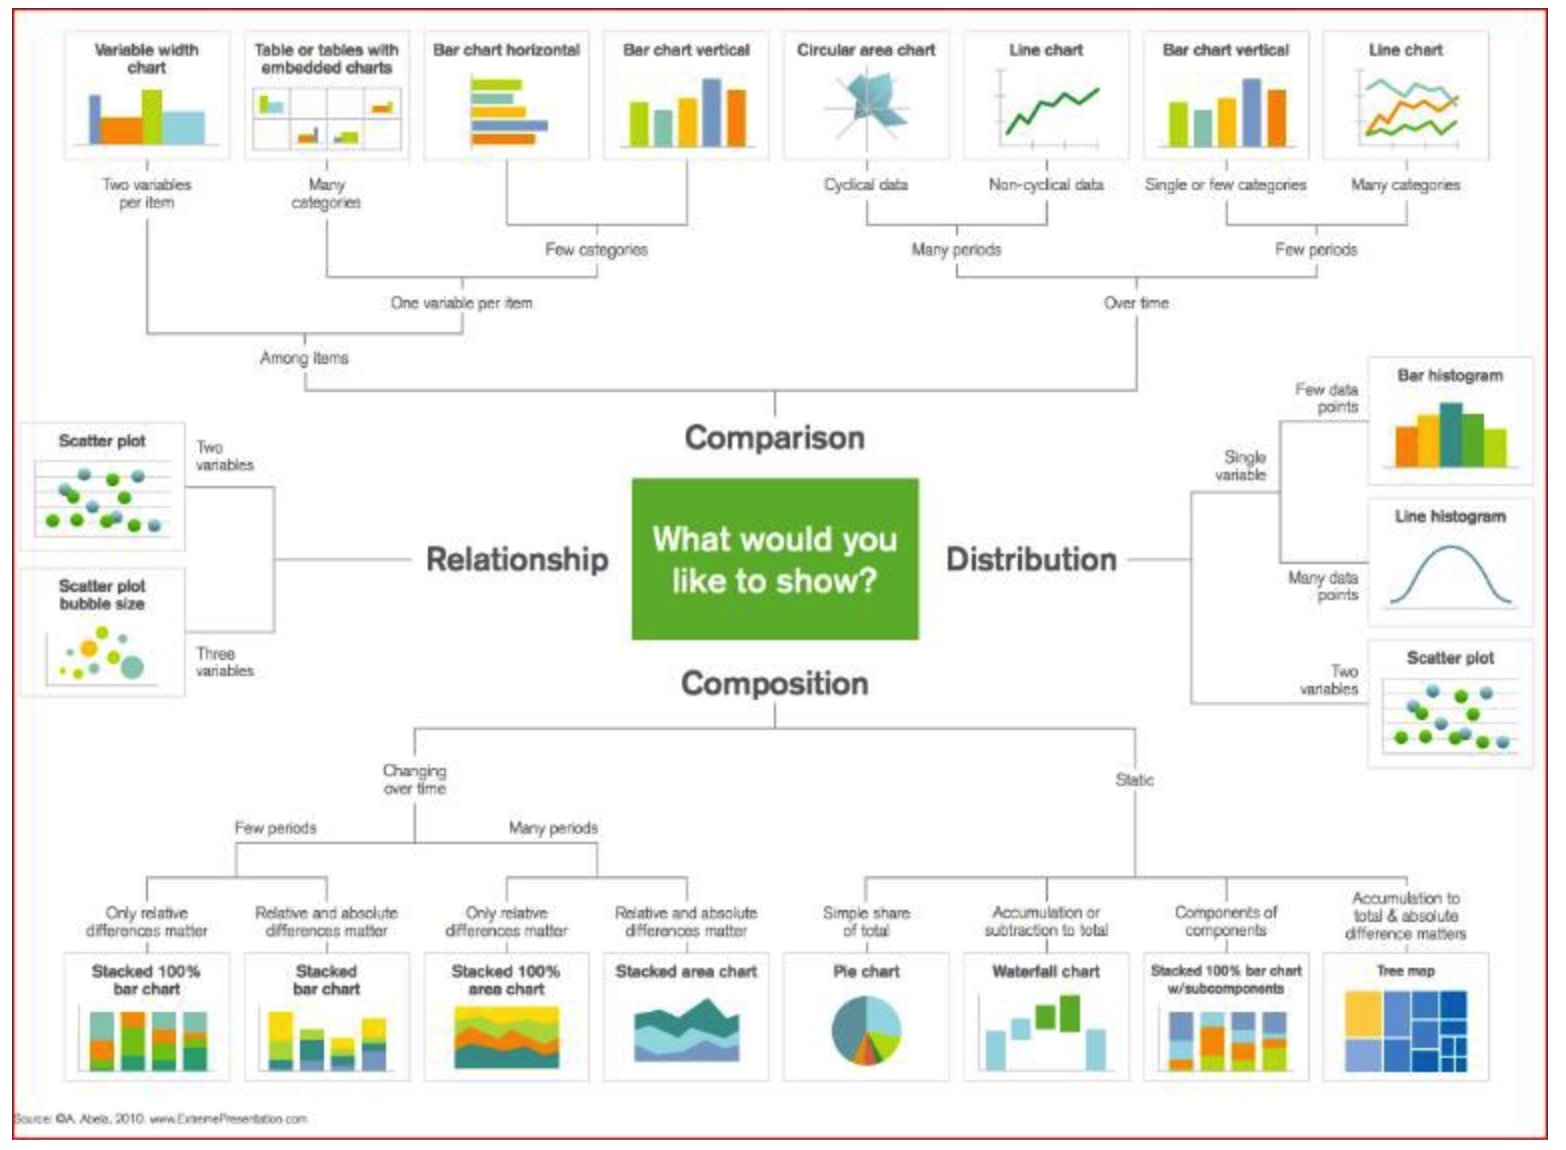 Variable width
chart
Table or tables with
embedded charts
Bar chart horizontal
Bar chart vertical
Circular area chart
Line chart
Bar chart vertical
Line chart
Two variables
per item
Many
categories
Cyclical data
Non-cyclical data
Single or few categories
Many categories
Few categories
Many periods
Few periods
One variable per item
Over time
Among items
Comparison
Scatter plot
Two
variables
Scatter plot
bubble size
Three
variables
Relationship
What would you
like to show?
Distribution
Single
variable
Few data
points
Bar histogram
Line histogram
Many data
points
Two
variables
Scatter plot
Composition
Changing
over time
Static
Few periods
Many periods
Only relative
differences matter
Relative and absolute
differences matter
Only relative
differences matter
Relative and absolute
differences matter
Simple share
of total
Accumulation or
subtraction to total
Components of
components
Accumulation to
total & absolute
difference matters
Stacked 100%
bar chart
Stacked
bar chart
Stacked 100%
area chart
Stacked area chart
Pie chart
Waterfall chart
Stacked 100% bar chart
w/subcomponents
Tree map
Source: ©A. Abela, 2010. www.ExtremePresentation.com